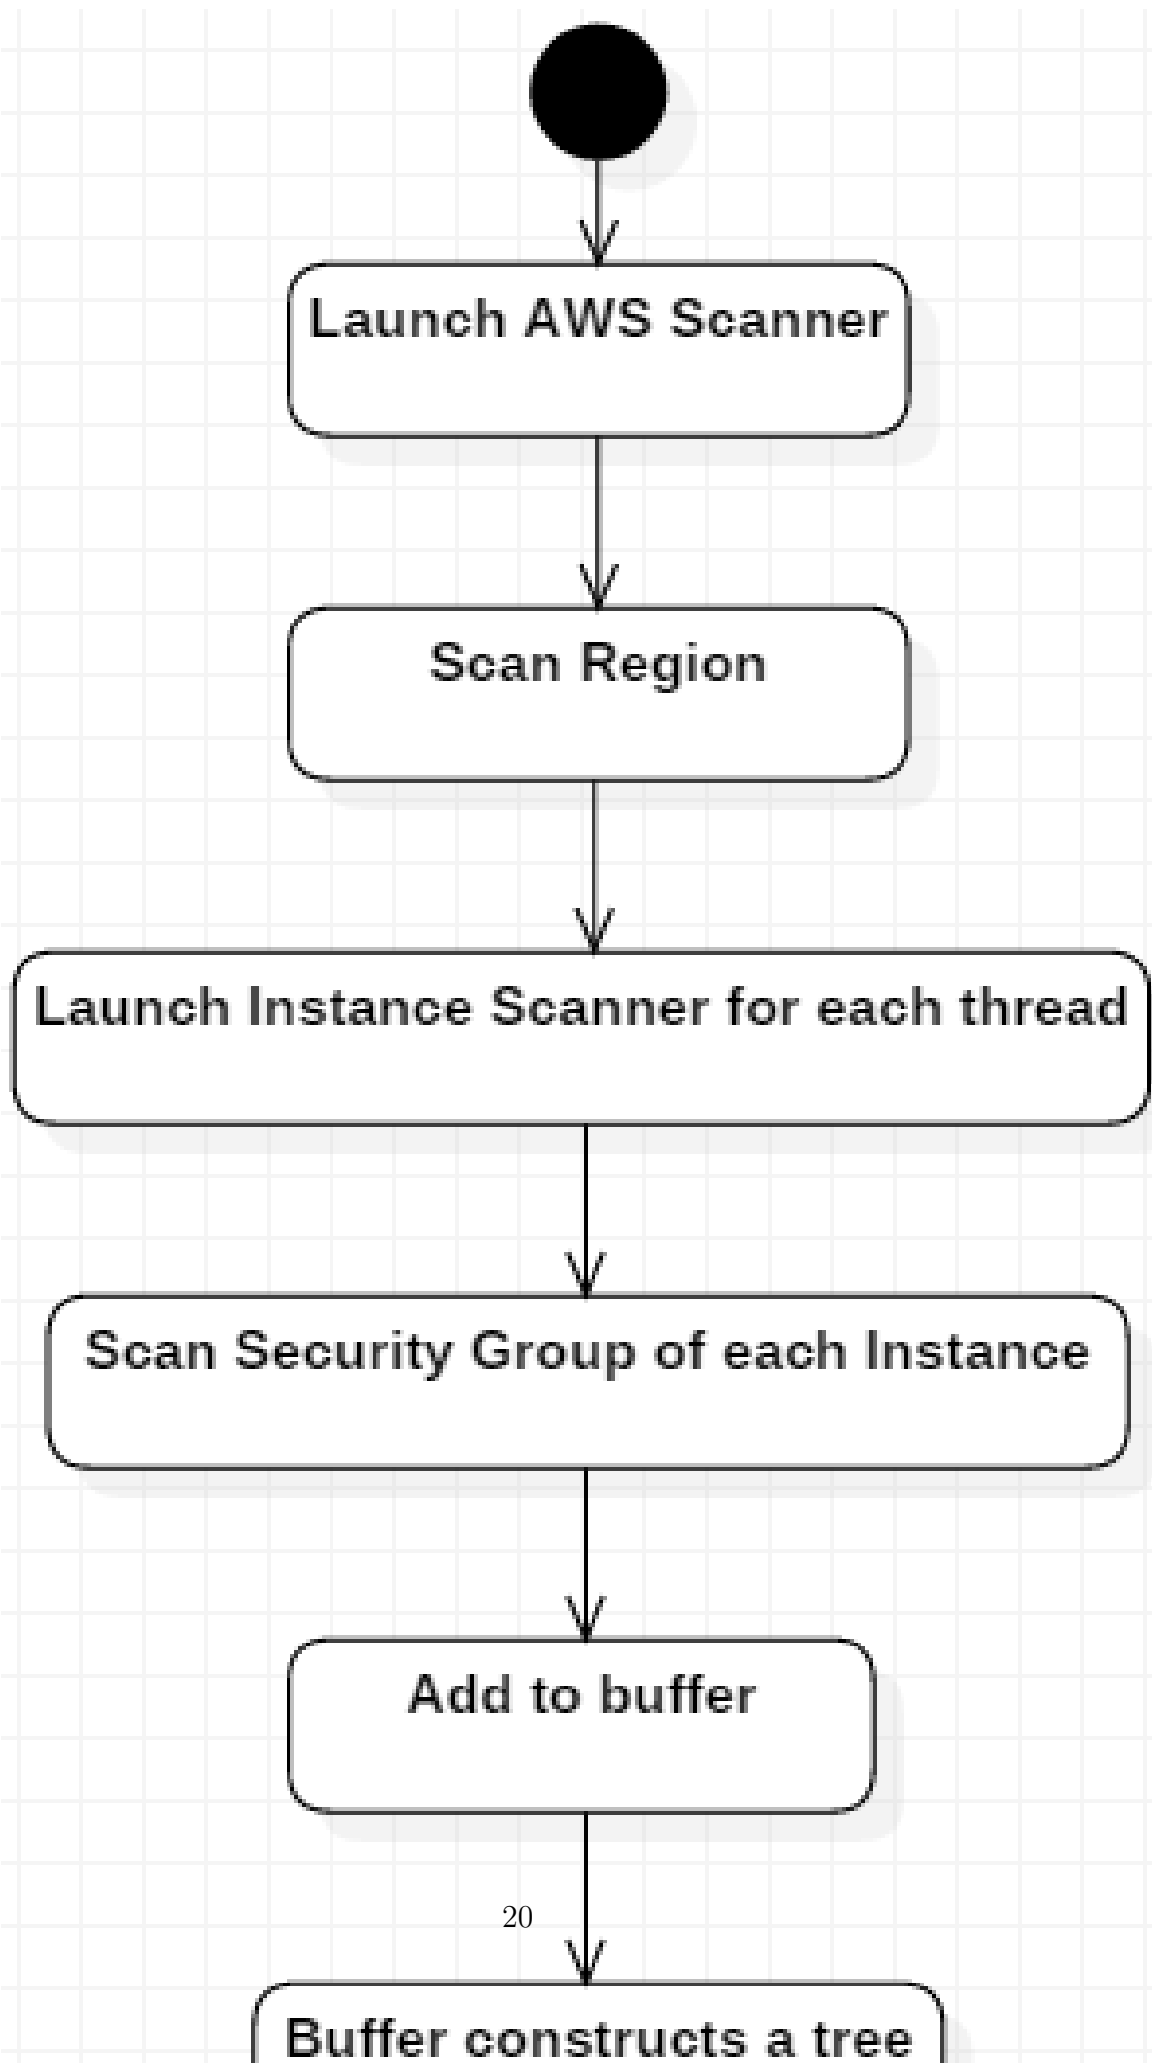 Launch AWS Scanner
Scan Region
Launch Instance Scanner for each thread
Scan Security Group of each Instance
Add to buffer
20
Buffer constructs a tree